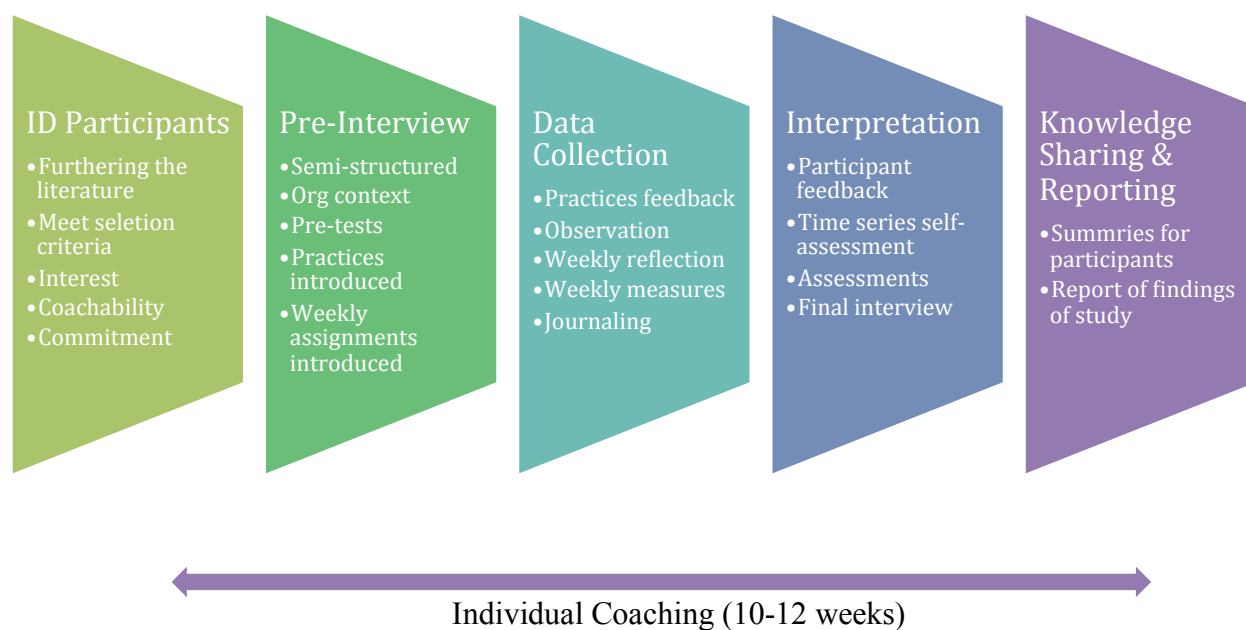 ID Participants
•Furthering the
literature
•Meet seletion
criteria
•Interest
•Coachability
•Commitment
Pre-Interview
•Semi-structured
•Org context
•Pre-tests
•Practices
introduced
•Weekly
assignments
introduced
Data
Collection
•Practices feedback
•Observation
•Weekly reflection
•Weekly measures
•Journaling
Interpretation
•Participant
feedback
•Time series self-
assessment
•Assessments
•Final interview
Knowledge
Sharing &
Reporting
•Summries for
participants
•Report of findings
of study
Individual Coaching (10-12 weeks)